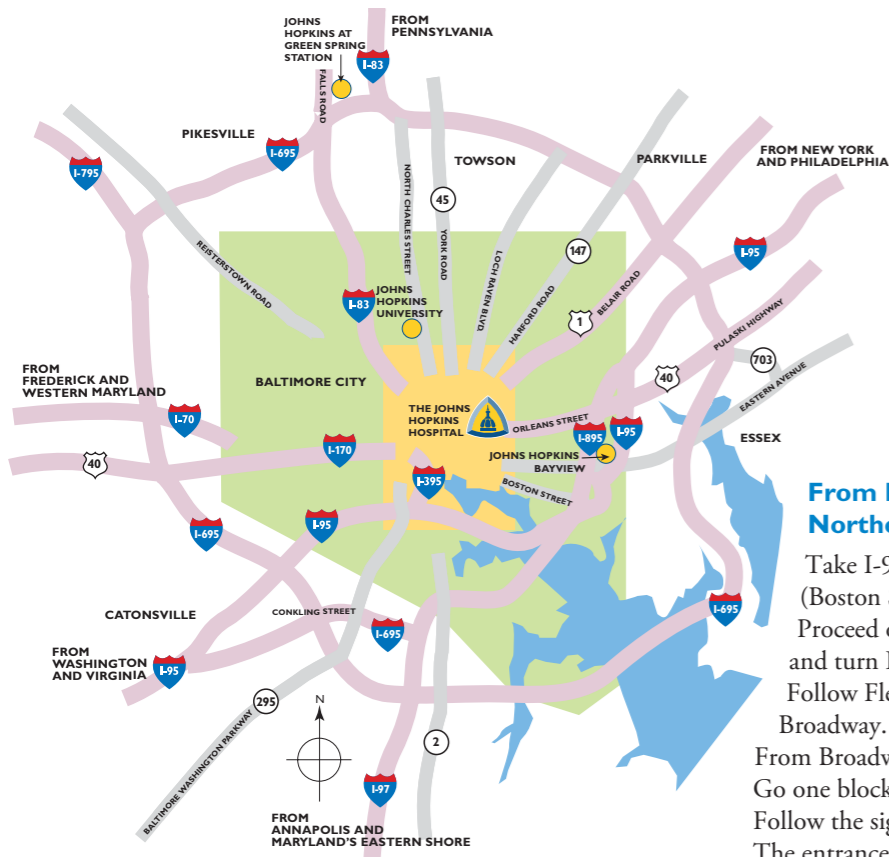 JOHNS
HOPKINS AT
GREEN SPRING
STATION
FROM
PENNSYLVANIA
I-83
FALLS ROAD
PIKESVILLE
I-695
I-795
TOWSON
PARKVILLE
FROM NEW YORK
AND PHILADELPHIA
I-95
NORTH CHARLES STREET
45
YORK ROAD
LOCH RAVEN BLVD.
147
HARFORD ROAD
1
BELAIR ROAD
PULASKI HIGHWAY
REISTERSTOWN ROAD
I-83
JOHNS
HOPKINS
UNIVERSITY
703
40
EASTERN AVENUE
FROM
FREDERICK AND
WESTERN MARYLAND
BALTIMORE CITY
I-70
40
I-170
THE JOHNS
HOPKINS
HOSPITAL
ORLEANS STREET
I-895
I-95
ESSEX
JOHNS HOPKINS
BAYVIEW
I-395
BOSTON STREET
I-95
I-695
CATONSVILLE
CONKLING STREET
I-695
I-695
FROM
WASHINGTON
AND VIRGINIA
I-95
295
BALTIMORE WASHINGTON PARKWAY
N
2
I-97
FROM
ANNAPOLIS AND
MARYLAND'S EASTERN SHORE
From
Northe
Take I-9
(Boston
Proceed
and turn
Follow Fle
Broadway.
From Broadw
Go one block
Follow the sig
The entrance